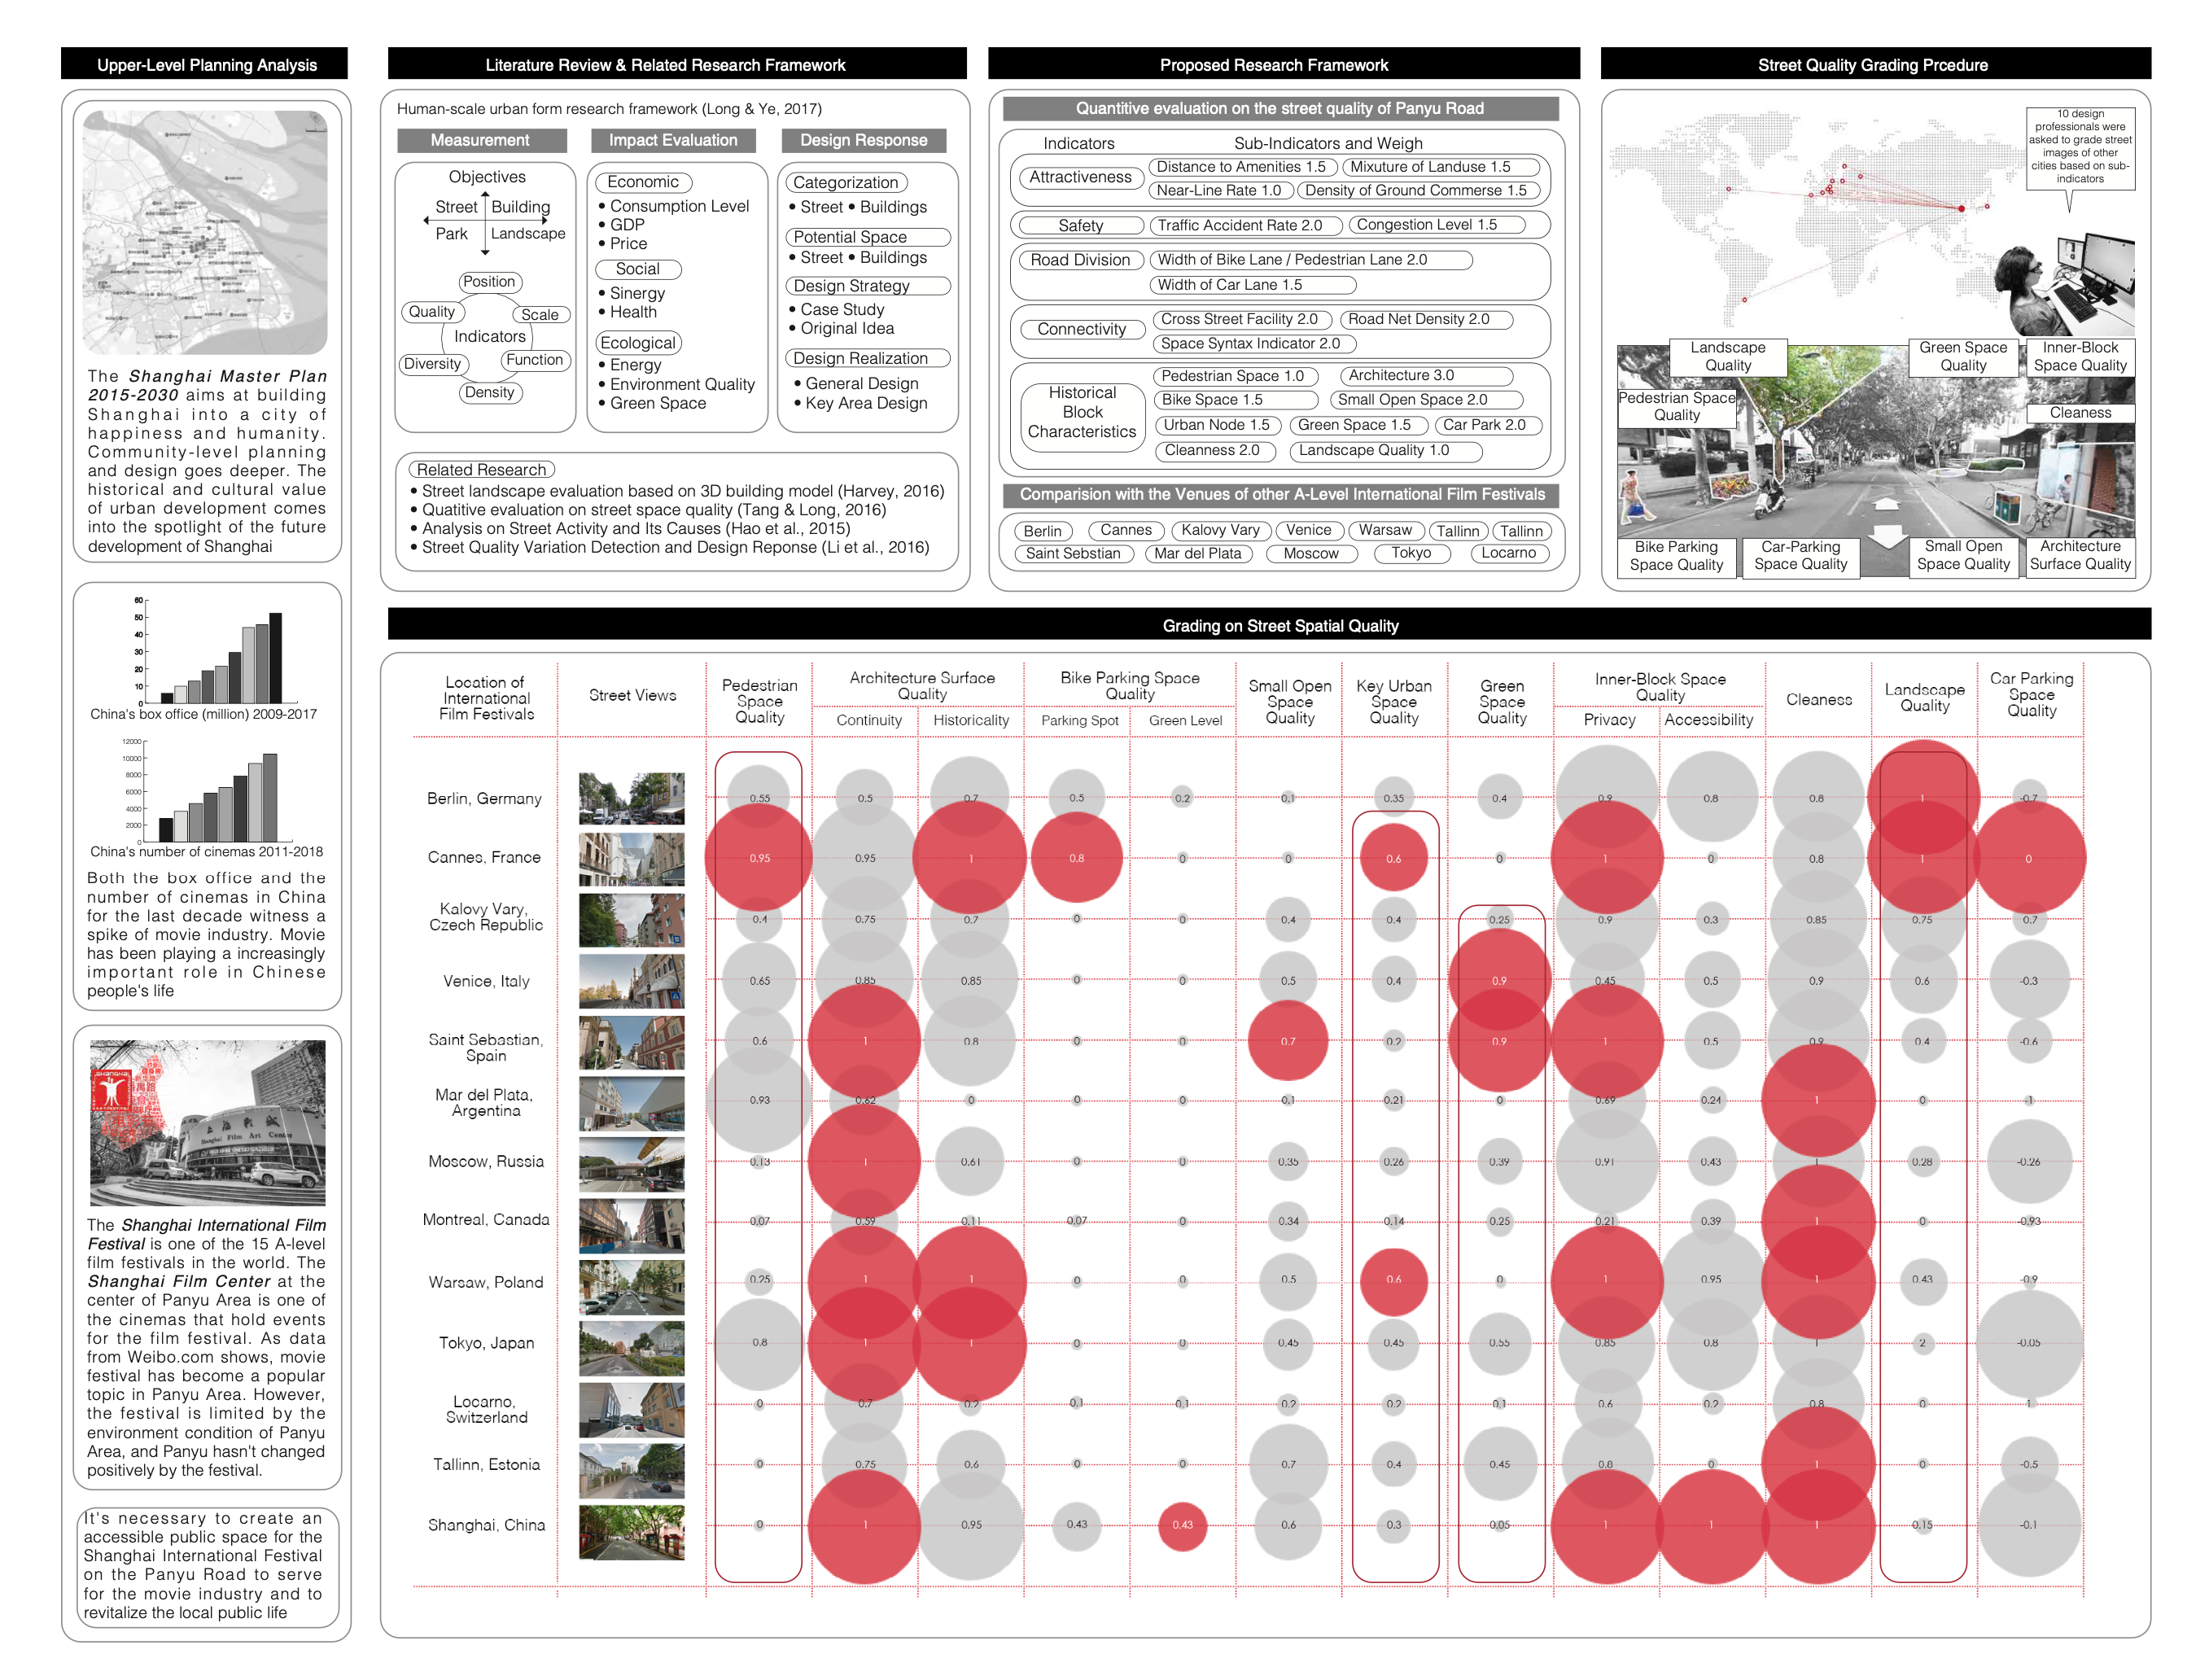 Upper-Level Planning Analysis
The Shanghai Master Plan
2015-2030 aims at building
Shanghai into a city of
happiness and humanity.
Community-level planning
and design goes deeper. The
historical and cultural value
of urban development comes
into the spotlight of the future
development of Shanghai
60
50
40
30
20
10
0
China's box office (million) 2009-2017
12000
10000
8000
6000
4000
2000
0
China's number of cinemas 2011-2018
Both the box office and the
number of cinemas in China
for the last decade witness a
spike of movie industry. Movie
has been playing a increasingly
important role in Chinese
people's life
Shanghai Film Art Center
The Shanghai International Film
Festival is one of the 15 A-level
film festivals in the world. The
Shanghai Film Center at the
center of Panyu Area is one of
the cinemas that hold events
for the film festival. As data
from Weibo.com shows, movie
festival has become a popular
topic in Panyu Area. However,
the festival is limited by the
environment condition of Panyu
Area, and Panyu hasn't changed
positively by the festival.
It's necessary to create an
accessible public space for the
Shanghai International Festival
on the Panyu Road to serve
for the movie industry and to
revitalize the local public life
Literature Review & Related Research Framework
Human-scale urban form research framework (Long & Ye, 2017)
Measurement
Objectives
Street Building
Park Landscape
Position
Quality Scale
Indicators
Diversity Function
Density
Impact Evaluation
Economic
• Consumption Level
• GDP
• Price
Social
• Sinergy
• Health
Ecological
• Energy
• Environment Quality
• Green Space
Design Response
Categorization
• Street • Buildings
Potential Space
• Street • Buildings
Design Strategy
• Case Study
• Original Idea
Design Realization
• General Design
• Key Area Design
Related Research
• Street landscape evaluation based on 3D building model (Harvey, 2016)
• Quatitive evaluation on street space quality (Tang & Long, 2016)
• Analysis on Street Activity and Its Causes (Hao et al., 2015)
• Street Quality Variation Detection and Design Reponse (Li et al., 2016)
Proposed Research Framework
Quantitive evaluation on the street quality of Panyu Road
Indicators Sub-Indicators and Weigh
Attractiveness
Distance to Amenities 1.5 Mixuture of Landuse 1.5
Near-Line Rate 1.0 Density of Ground Commerse 1.5
Safety Traffic Accident Rate 2.0 Congestion Level 1.5
Road Division Width of Bike Lane / Pedestrian Lane 2.0
Width of Car Lane 1.5
Connectivity
Cross Street Facility 2.0 Road Net Density 2.0
Space Syntax Indicator 2.0
Historical
Block
Characteristics
Pedestrian Space 1.0 Architecture 3.0
Bike Space 1.5 Small Open Space 2.0
Urban Node 1.5 Green Space 1.5 Car Park 2.0
Cleanness 2.0 Landscape Quality 1.0
Comparision with the Venues of other A-Level International Film Festivals
Berlin Cannes Kalovy Vary Venice Warsaw Tallinn Tallinn
Saint Sebstian Mar del Plata Moscow Tokyo Locarno
Street Quality Grading Prcedure
10 design
professionals were
asked to grade street
images of other
cities based on sub-
indicators
Landscape
Quality
Green Space
Quality
Inner-Block
Space Quality
Pedestrian Space
Quality
Cleaness
Bike Parking
Space Quality
Car-Parking
Space Quality
Small Open
Space Quality
Architecture
Surface Quality
Grading on Street Spatial Quality
Location of
International
Film Festivals
Street Views
Pedestrian
Space
Quality
Architecture Surface
Quality
Continuity Historicality
Bike Parking Space
Quality
Parking Spot Green Level
Small Open
Space
Quality
Key Urban
Space
Quality
Green
Space
Quality
Inner-Block Space
Quality
Privacy Accessibility
Cleaness
Landscape
Quality
Car Parking
Space
Quality
Berlin, Germany 0.55 0.5 0.7 0.5 0.2 0.1 0.35 0.4 0.9 0.8 0.8 1 -0.7
Cannes, France 0.95 0.95 1 0.8 0 0 0.6 0 1 0 0.8 1 0
Kalovy Vary,
Czech Republic 0.4 0.75 0.7 0 0 0.4 0.4 0.25 0.9 0.3 0.85 0.75 0.7
Venice, Italy 0.65 0.85 0.85 0 0 0.5 0.4 0.9 0.45 0.5 0.9 0.6 -0.3
Saint Sebastian,
Spain 0.6 1 0.8 0 0 0.7 0.2 0.9 1 0.5 0.9 0.4 -0.6
Mar del Plata,
Argentina 0.93 0.62 0 0 0 0.1 0.21 0 0.69 0.24 1 0 -1
Moscow, Russia 0.13 1 0.61 0 0 0.35 0.26 0.39 0.91 0.43 1 0.28 -0.26
Montreal, Canada 0.07 0.59 0.11 0.07 0 0.34 0.14 0.25 0.21 0.39 1 0 -0.93
Warsaw, Poland 0.25 1 1 0 0 0.5 0.6 0 1 0.95 1 0.43 -0.9
Tokyo, Japan 0.8 1 1 0 0 0.45 0.45 0.55 0.85 0.8 1 2 -0.05
Locarno,
Switzerland 0 0.7 0.2 0.1 0.1 0.2 0.2 0.1 0.6 0.2 0.8 0 1
Tallinn, Estonia 0 0.75 0.6 0 0 0.7 0.4 0.45 0.8 0 1 0 -0.5
Shanghai, China 0 1 0.95 0.43 0.43 0.6 0.3 0.05 1 1 1 0.15 -0.1